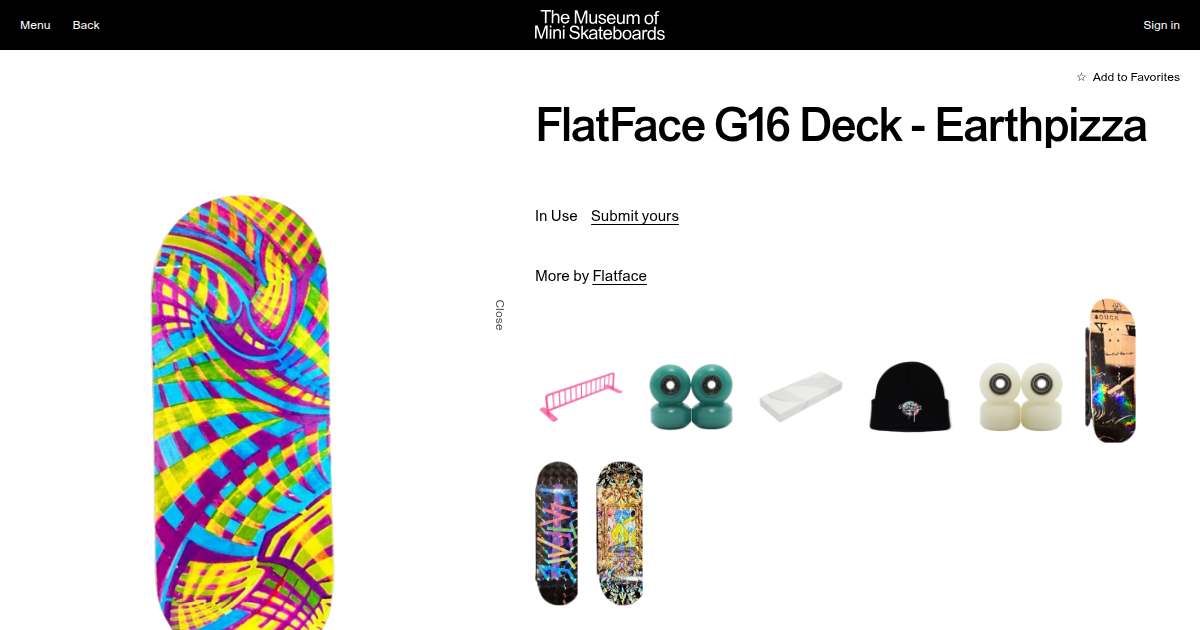 Menu
Back
The Museum of
Mini Skateboards
Sign in
☆ Add to Favorites
FlatFace G16 Deck - Earthpizza
In Use Submit yours
More by Flatface
Close